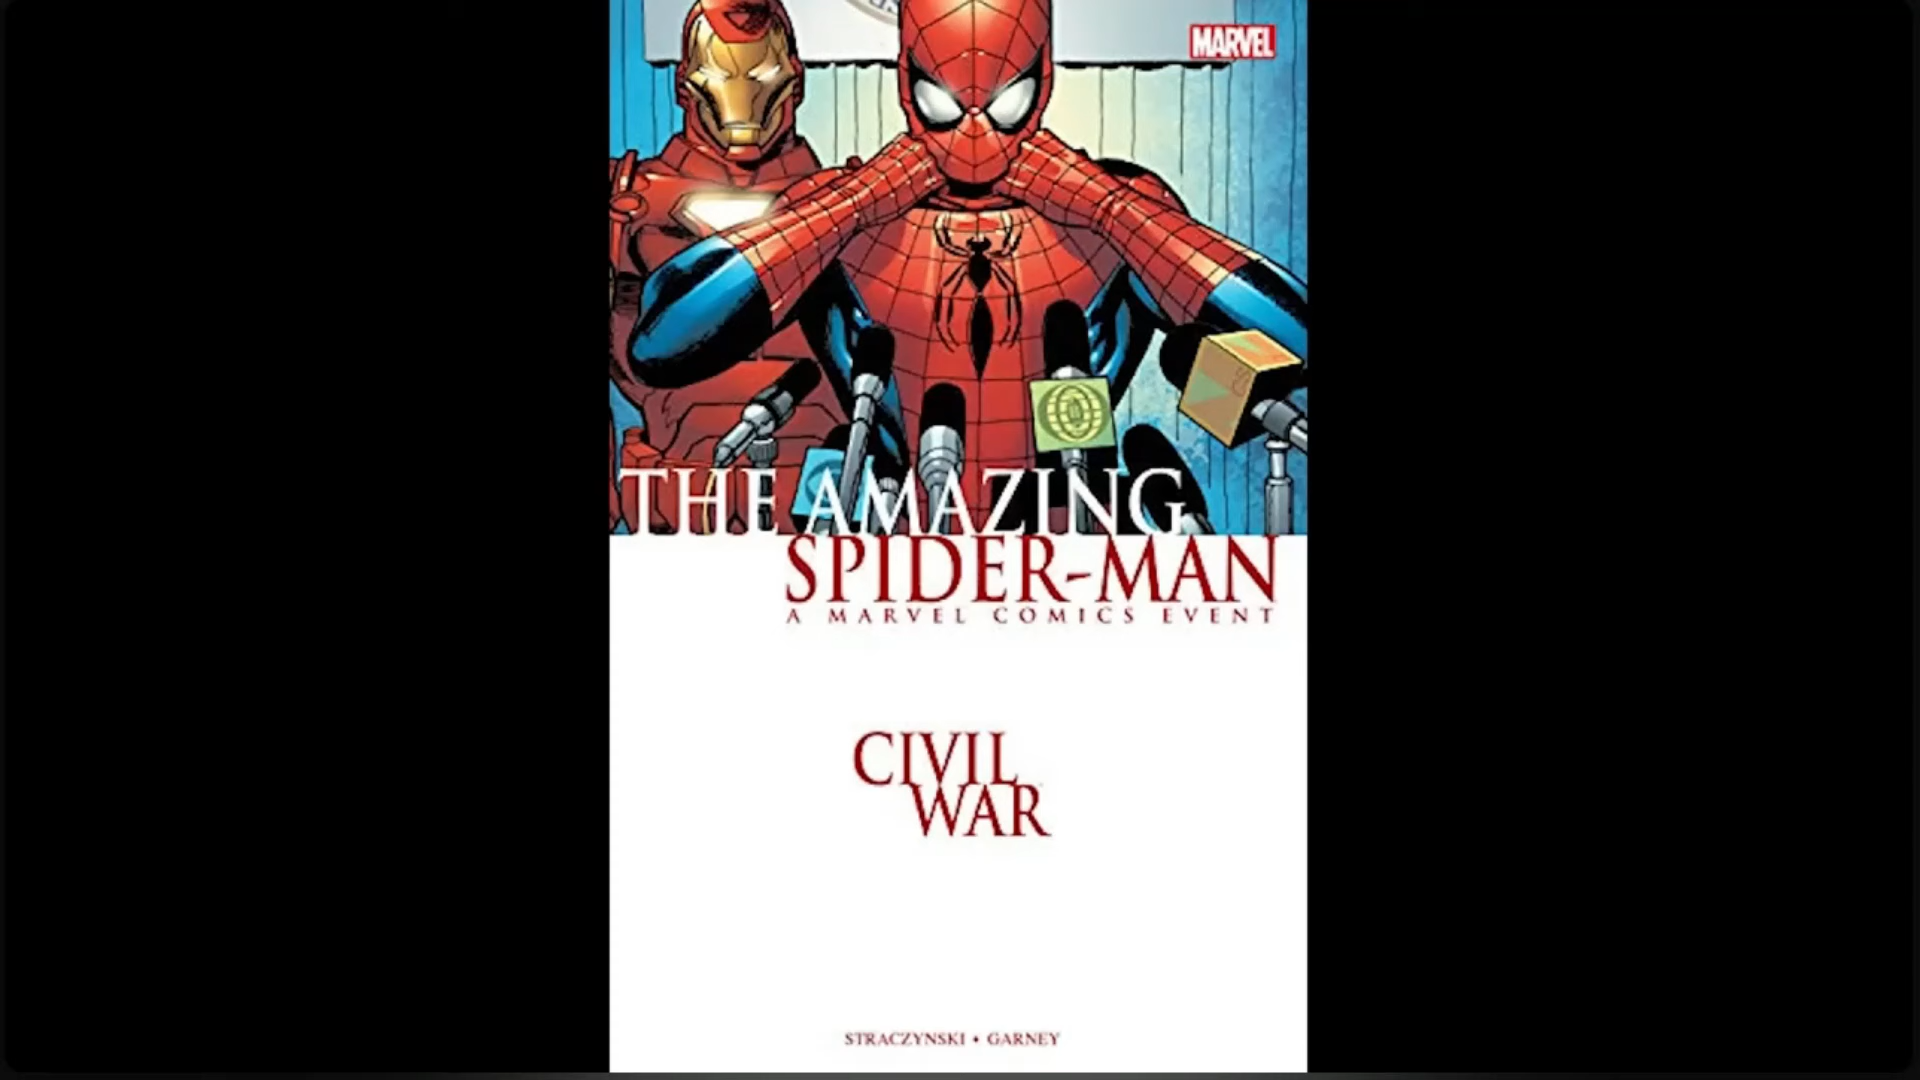 MARVEL
THE AMAZING
SPIDER-MAN
A MARVEL COMICS EVENT
CIVIL
WAR
STRACZYNSKI • GARNEY